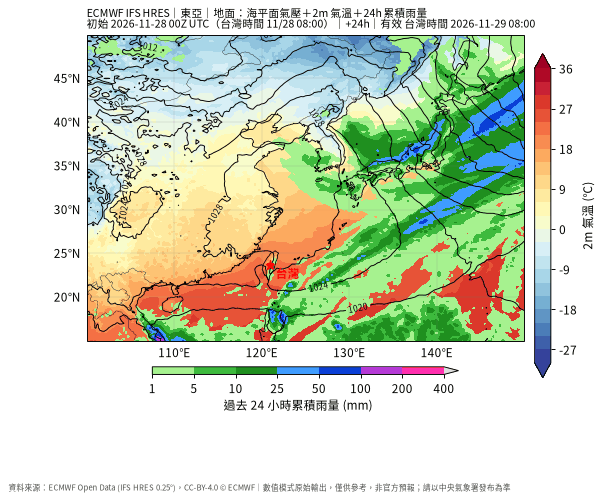 ECMWF IFS HRES｜東亞｜地面：海平面氣壓＋2m 氣溫＋24h 累積雨量
初始 2026-11-28 00Z UTC（台灣時間 11/28 08:00）｜+24h｜有效 台灣時間 2026-11-29 08:00
45°N
40°N
35°N
30°N
25°N
20°N
110°E
120°E
130°E
140°E
1012
1028
1024
1020
台灣
36
27
18
9
0
-9
-18
-27
2m 氣溫 (°C)
1
5
10
25
50
100
200
400
過去 24 小時累積雨量 (mm)
資料來源：ECMWF Open Data (IFS HRES 0.25°)，CC-BY-4.0 © ECMWF｜數值模式原始輸出，僅供參考，非官方預報；請以中央氣象署發布為準